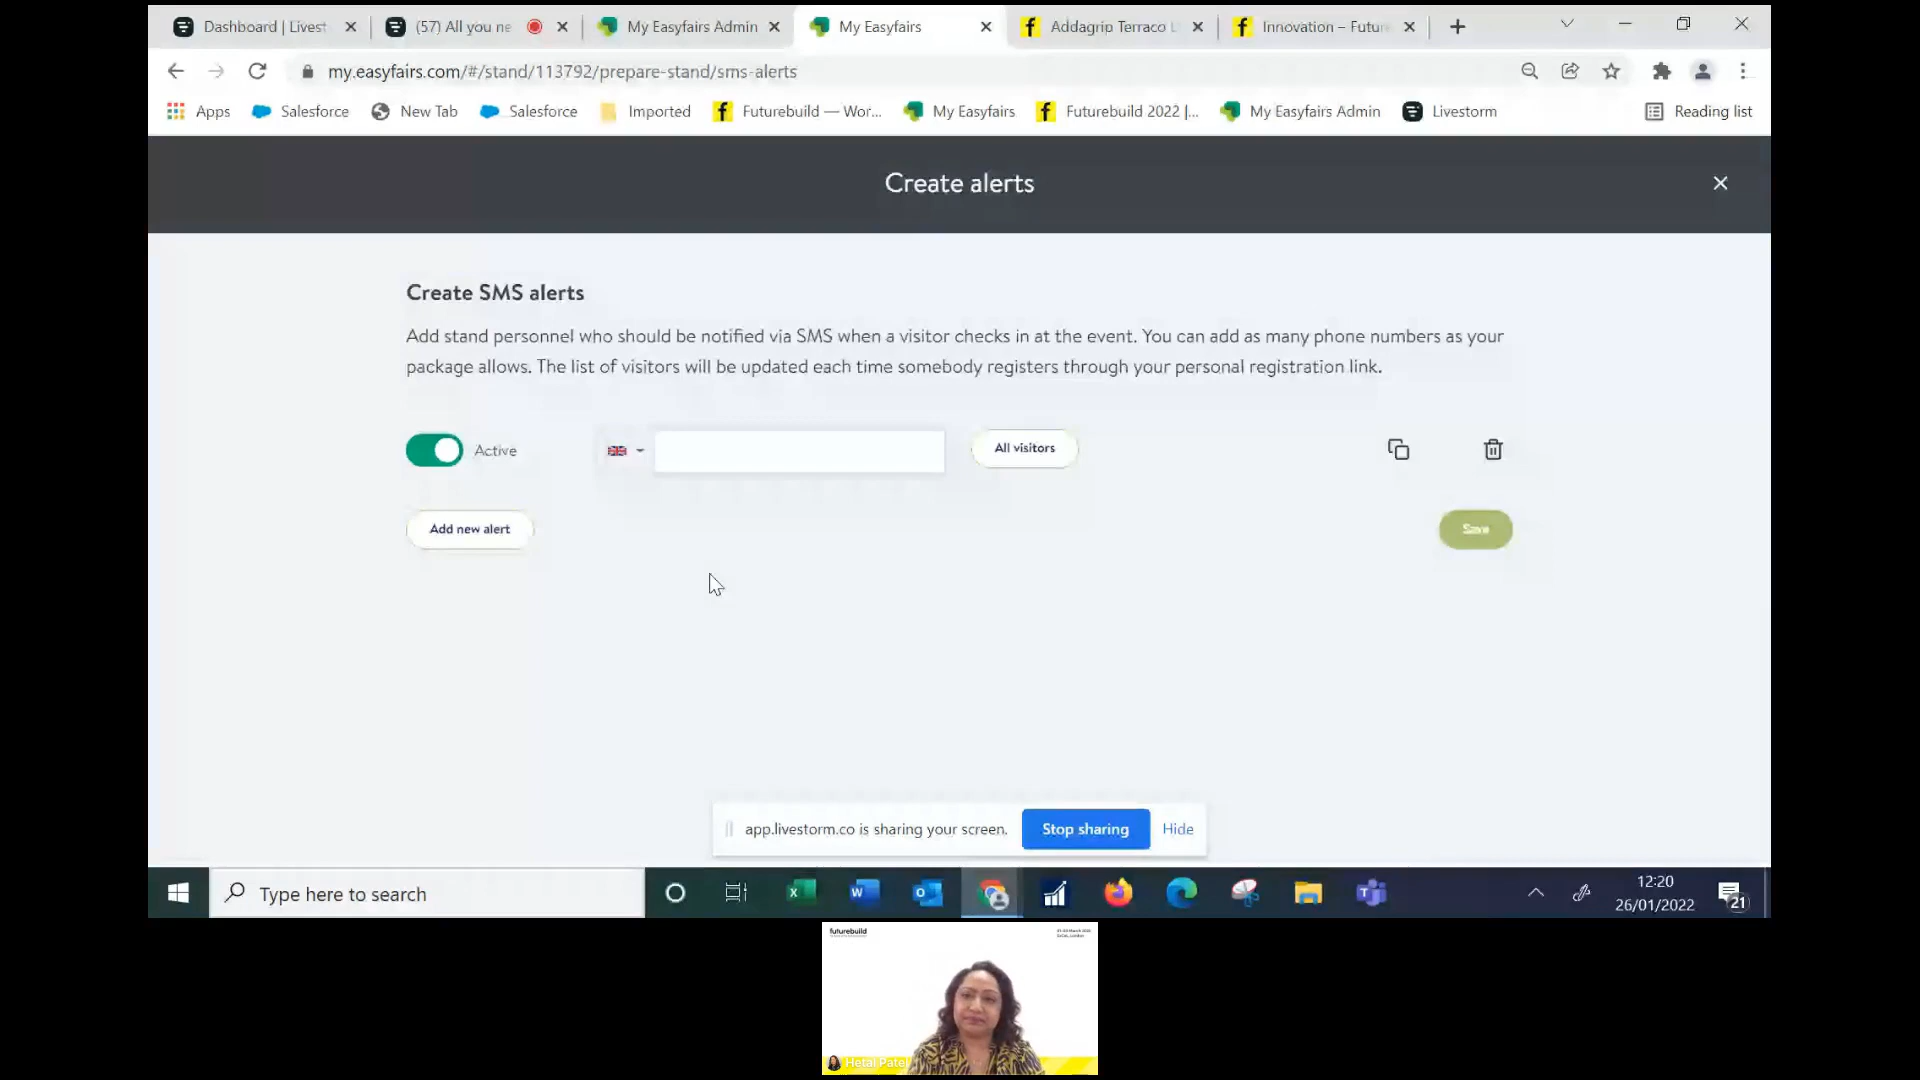 Dashboard | Livest
(57) All you ne
My Easyfairs Admin
My Easyfairs
Addagrip Terraco
Innovation – Futur
my.easyfairs.com/#/stand/113792/prepare-stand/sms-alerts
Apps
Salesforce
New Tab
Salesforce
Imported
Futurebuild — Wor...
My Easyfairs
Futurebuild 2022 |...
My Easyfairs Admin
Livestorm
Reading list
Create alerts
Create SMS alerts
Add stand personnel who should be notified via SMS when a visitor checks in at the event. You can add as many phone numbers as your
package allows. The list of visitors will be updated each time somebody registers through your personal registration link.
Active
All visitors
Add new alert
Save
app.livestorm.co is sharing your screen.
Stop sharing
Hide
Type here to search
12:20
26/01/2022
21
futurebuild
Hetal Patel